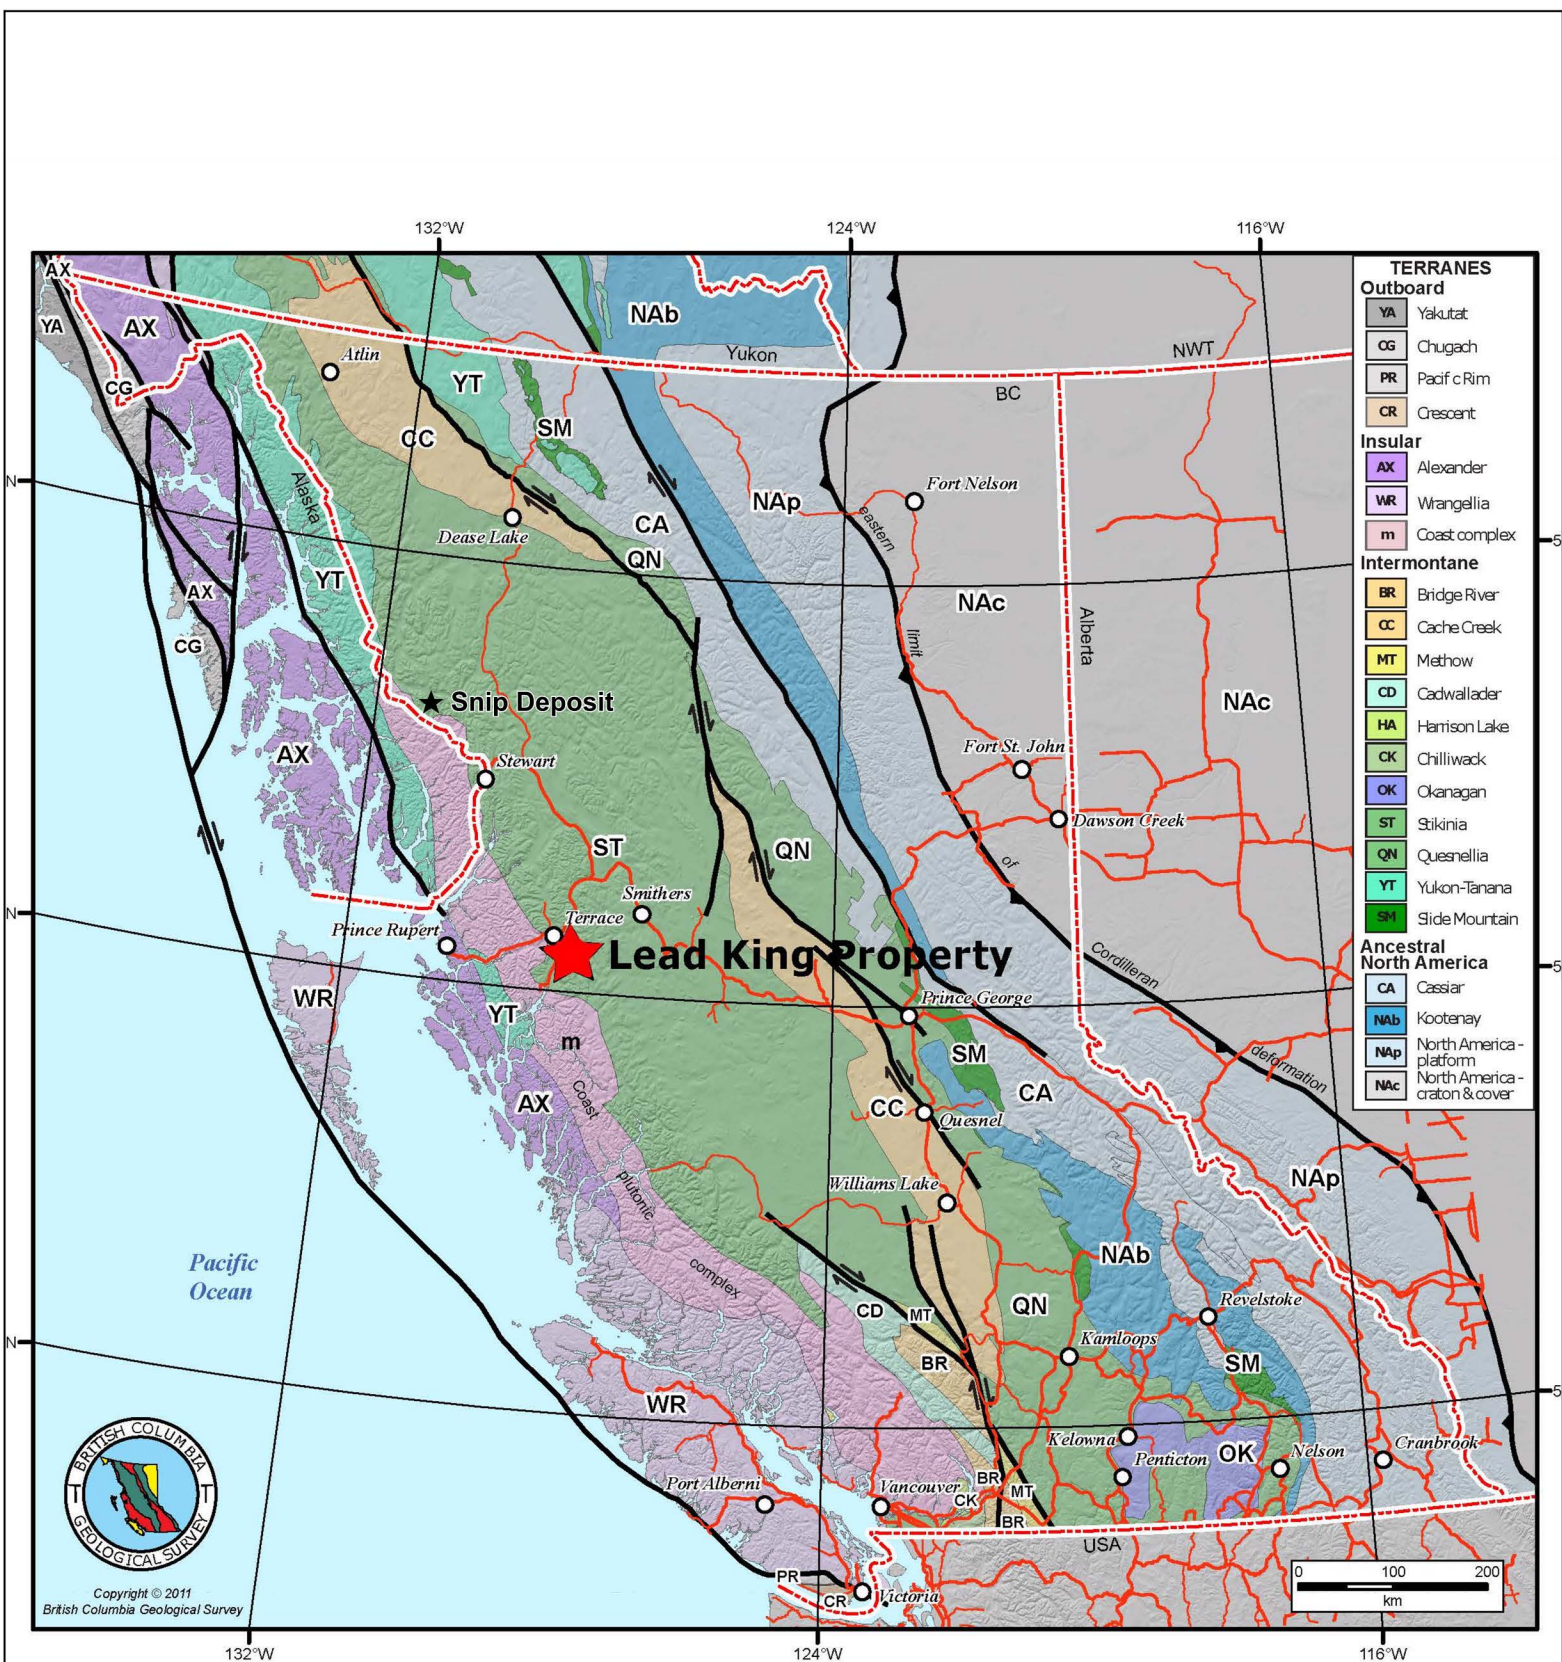 132°W
124°W
116°W
AX
YA
AX
CG
Atlin
YT
CC
SM
NAb
Yukon
NWT
BC
TERRANES
Outboard
YA Yakutat
CG Chugach
PR Pacif c Rim
CR Crescent
Insular
AX Alexander
WR Wrangellia
m Coast complex
Intermontane
BR Bridge River
CC Cache Creek
MT Methow
CD Cadwallader
HA Harrison Lake
CK Chilliwack
OK Okanagan
ST Stikinia
QN Quesnellia
YT Yukon-Tanana
SM Slide Mountain
Ancestral
North America
CA Cassiar
NAb Kootenay
NAp North America -
platform
NAc North America -
craton & cover
N
Alaska
Dease Lake
CA
QN
NAp
Fort Nelson
eastern
limit
of
Cordilleran
deformation
NAc
Alberta
NAc
5
YT
AX
CG
Snip Deposit
AX
Stewart
Fort St. John
Dawson Creek
ST
QN
Smithers
Terrace
N
Prince Rupert
Lead King Property
5
WR
YT
m
Prince George
SM
CA
AX
Coast
plutonic
complex
CC
Quesnel
Williams Lake
NAp
Pacific
Ocean
NAb
QN
Revelstoke
CD
MT
BR
Kamloops
SM
N
5
WR
Kelowna
Penticton
OK
Nelson
Cranbrook
Port Alberni
Vancouver
BR
CK
MT
BR
USA
PR
CR
Victoria
BRITISH COLUMBIA
GEOLOGICAL SURVEY
Copyright © 2011
British Columbia Geological Survey
0 100 200
km
132°W
124°W
116°W